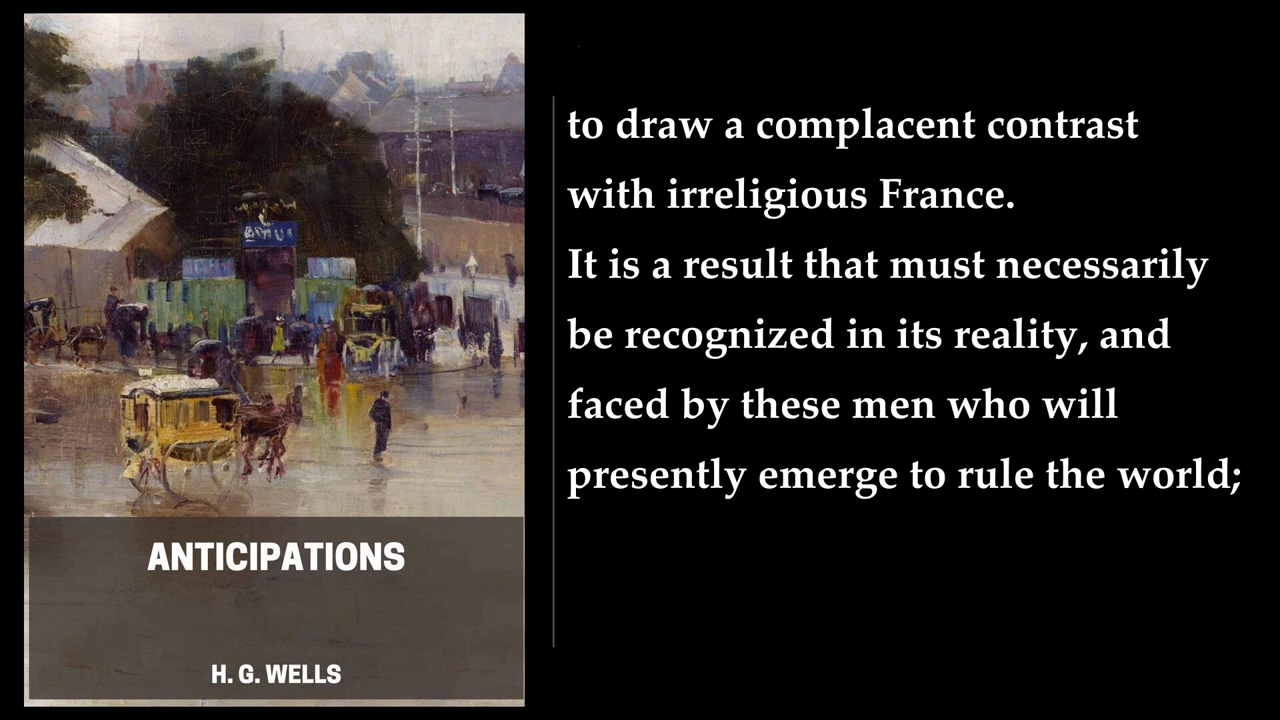 ANTICIPATIONS
H. G. WELLS
to draw a complacent contrast
with irreligious France.
It is a result that must necessarily
be recognized in its reality, and
faced by these men who will
presently emerge to rule the world;